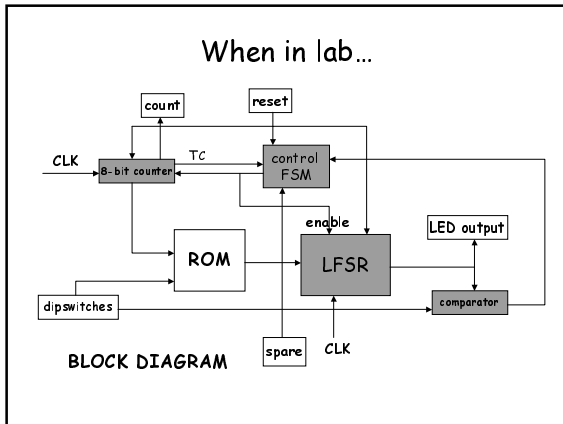 When in lab...
count
reset
CLK
TC
8-bit counter
control
FSM
enable
LED output
ROM
LFSR
dipswitches
comparator
spare
CLK
BLOCK DIAGRAM